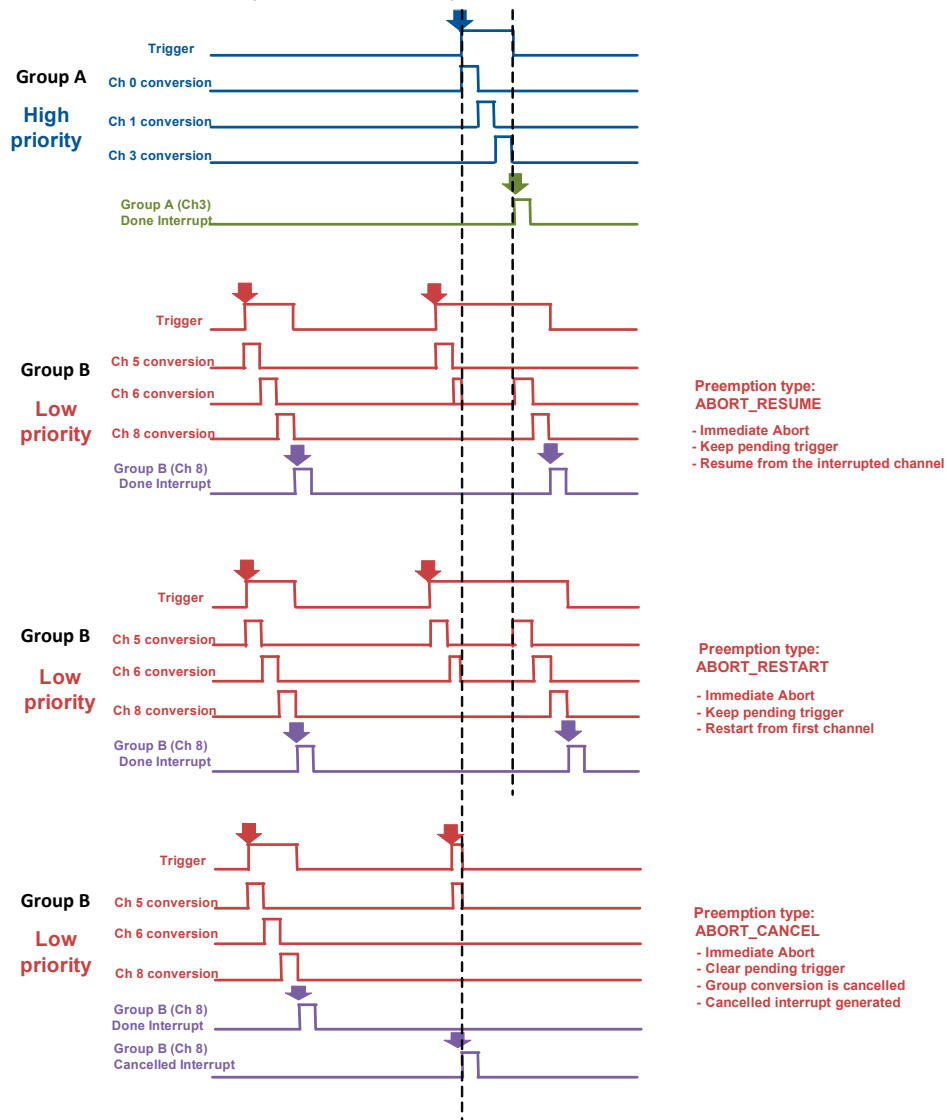 Trigger
Group A
Ch 0 conversion
High
priority
Ch 1 conversion
Ch 3 conversion
Group A (Ch3)
Done Interrupt
Trigger
Group B
Ch 5 conversion
Low
priority
Ch 6 conversion
Ch 8 conversion
Group B (Ch 8)
Done Interrupt
Preemption type:
ABORT_RESUME
- Immediate Abort
- Keep pending trigger
- Resume from the interrupted channel
Trigger
Group B
Ch 5 conversion
Low
priority
Ch 6 conversion
Ch 8 conversion
Group B (Ch 8)
Done Interrupt
Preemption type:
ABORT_RESTART
- Immediate Abort
- Keep pending trigger
- Restart from first channel
Trigger
Group B
Ch 5 conversion
Low
priority
Ch 6 conversion
Ch 8 conversion
Group B (Ch 8)
Done Interrupt
Group B (Ch 8)
Cancelled Interrupt
Preemption type:
ABORT_CANCEL
- Immediate Abort
- Clear pending trigger
- Group conversion is cancelled
- Cancelled interrupt generated